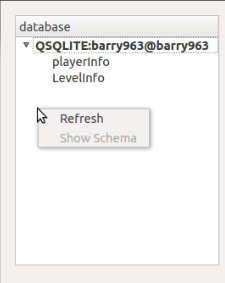 database
QSQLITE:barry963@barry963
playerInfo
LevelInfo
Refresh
Show Schema